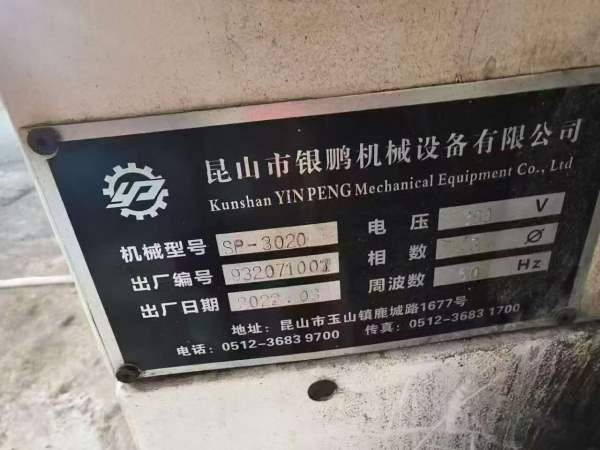 昆山市银鹏机械设备有限公司
Kunshan YINPENG Mechanical Equipment Co., Ltd
机械型号 SP-3020 电压 V
出厂编号 932071003 相数 Ø
出厂日期 2022.03 周波数 50 Hz
地址: 昆山市玉山镇鹿城路1677号
电话: 0512-3683 9700 传真: 0512-3683 1700